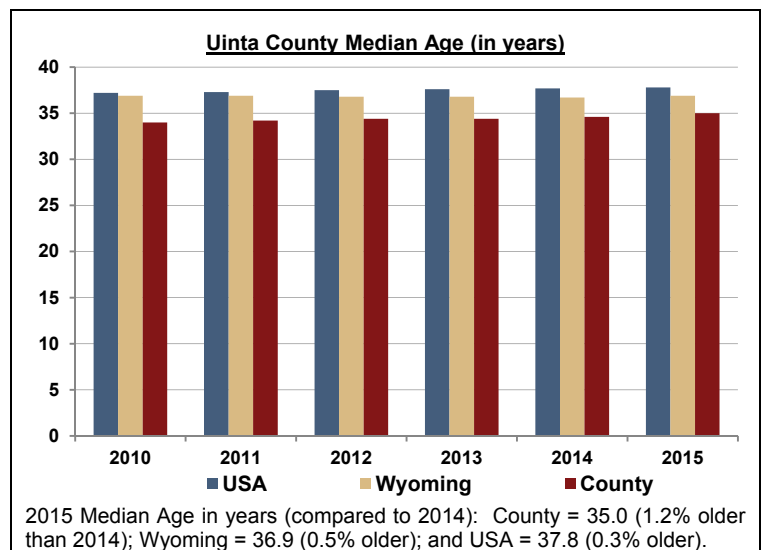 Uinta County Median Age (in years)
40
35
30
25
20
15
10
5
0
2010 2011 2012 2013 2014 2015
USA Wyoming County
2015 Median Age in years (compared to 2014): County = 35.0 (1.2% older
than 2014); Wyoming = 36.9 (0.5% older); and USA = 37.8 (0.3% older).